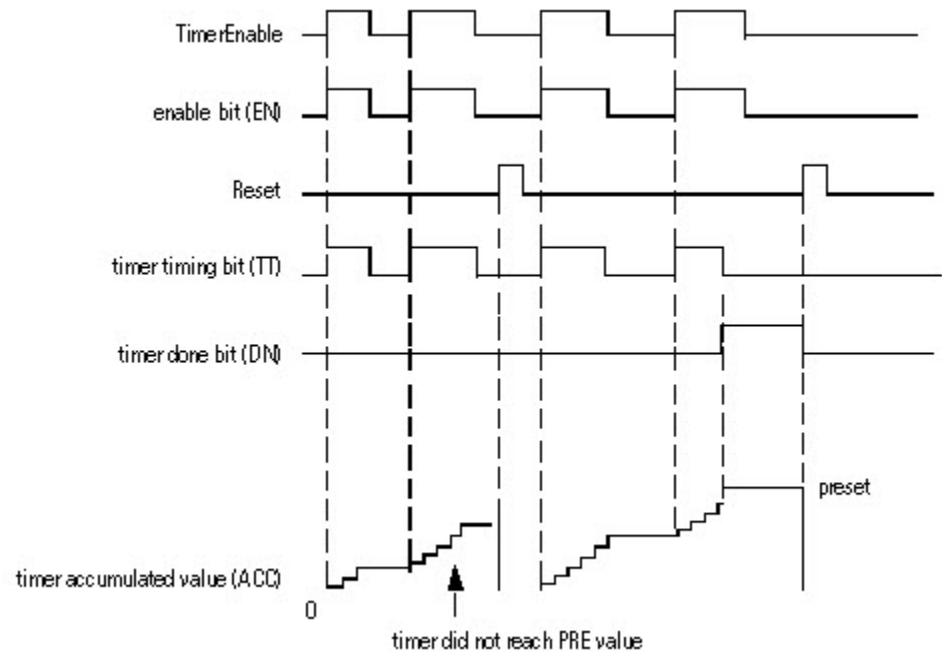 TimerEnable
enable bit (EN)
Reset
timer timing bit (TT)
timer done bit (DN)
preset
timer accumulated value (ACC)
0
timer did not reach PRE value